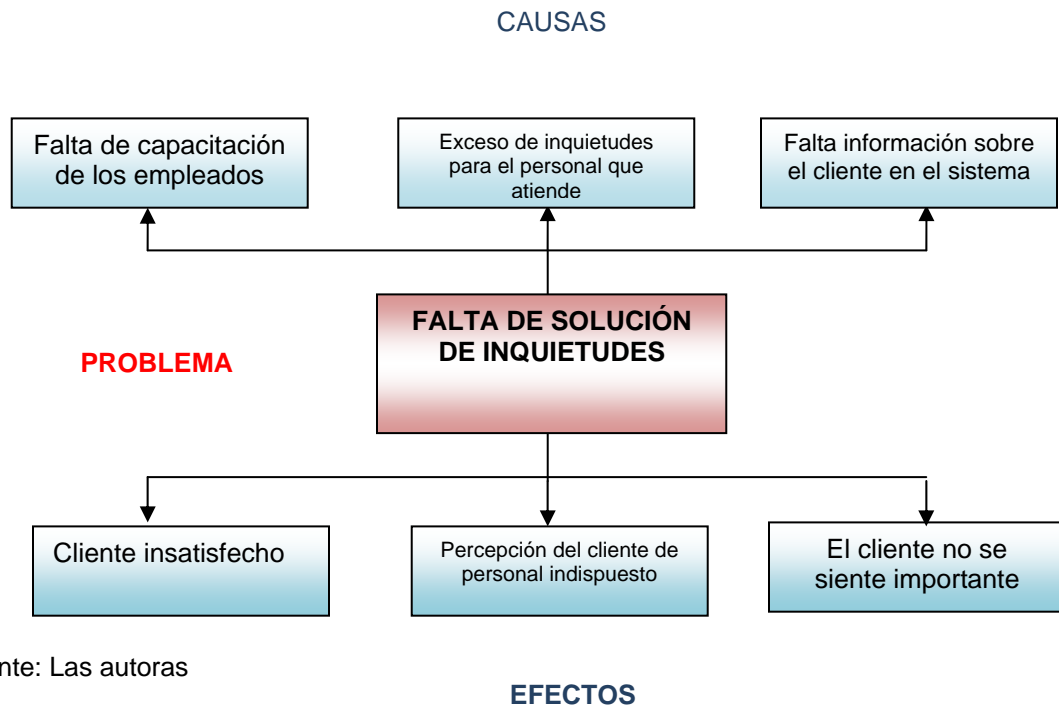 CAUSAS
Falta de capacitación
de los empleados
Exceso de inquietudes
para el personal que
atiende
Falta información sobre
el cliente en el sistema
FALTA DE SOLUCIÓN
DE INQUIETUDES
PROBLEMA
Cliente insatisfecho
Percepción del cliente de
personal indispuesto
El cliente no se
siente importante
nte: Las autoras
EFECTOS